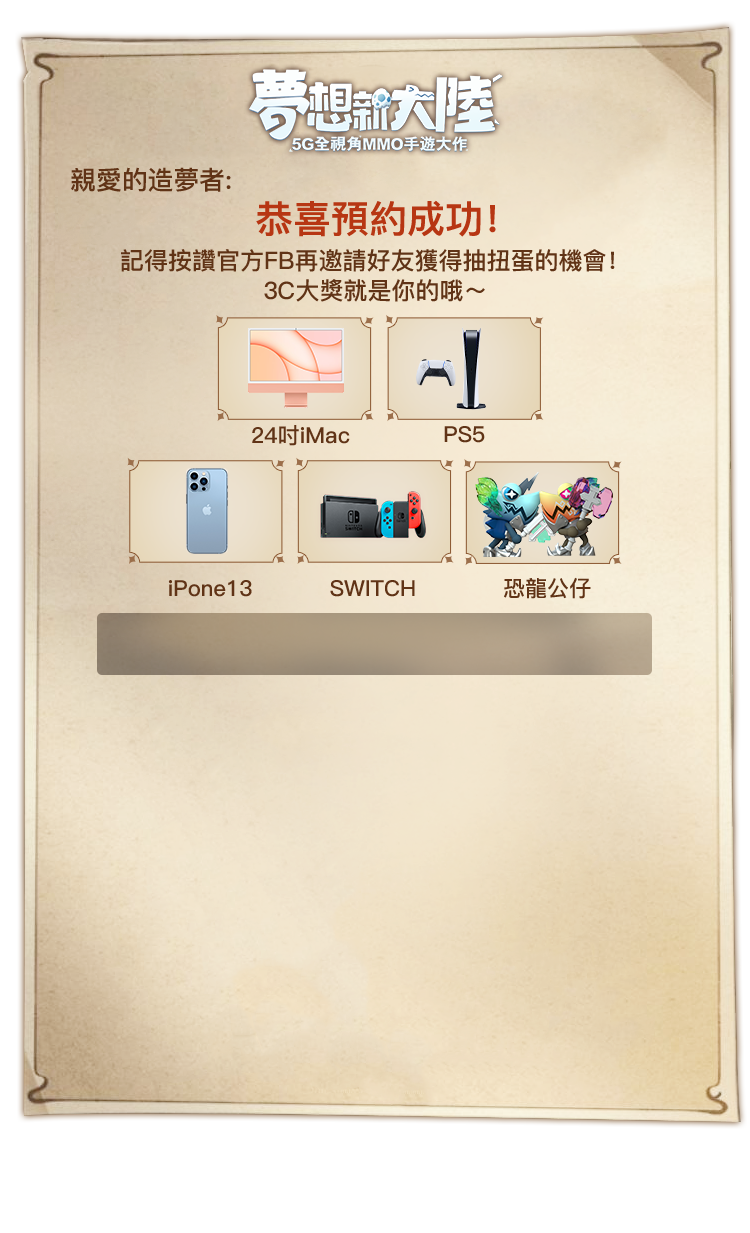 夢想新大陸
5G全視角MMO手遊大作
親愛的造夢者:
恭喜預約成功!
記得按讚官方FB再邀請好友獲得抽扭蛋的機會!
3C大獎就是你的哦～
24吋iMac
PS5
iPone13
SWITCH
恐龍公仔